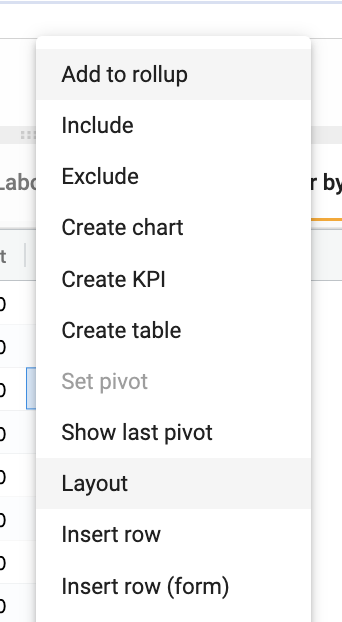 Add to rollup
Include
Exclude
Labo
r by
Create chart
t
Create KPI
0
Create table
0
Set pivot
0
Show last pivot
0
Layout
0
Insert row
0
0
Insert row (form)
0